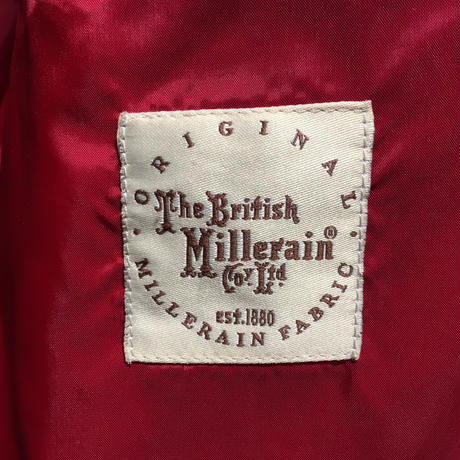 ORIGINAL
The British
Millerain®
Coy Ltd.
est.1880
· MILLERAIN FABRIC ·